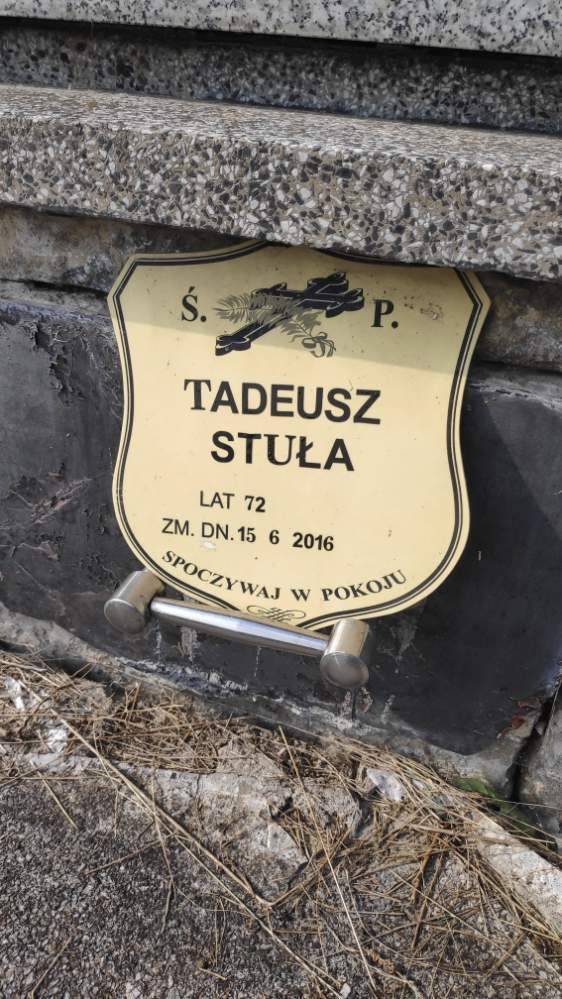 Ś. P.
TADEUSZ
STUŁA
LAT 72
ZM. DN. 15 6 2016
SPOCZYWAJ W POKOJU